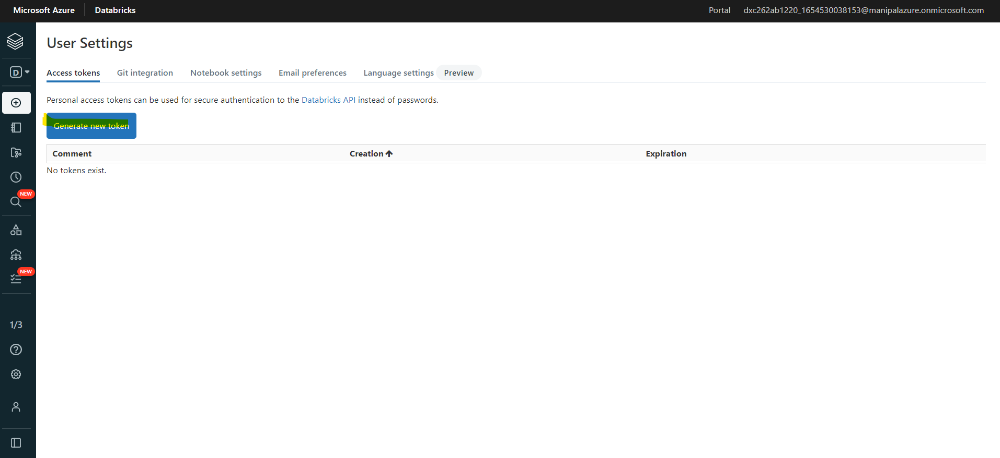 Microsoft Azure Databricks Portal dxc262ab1220_1654530038153@manipalazure.onmicrosoft.com
User Settings
D
Access tokens Git integration Notebook settings Email preferences Language settings Preview
Personal access tokens can be used for secure authentication to the Databricks API instead of passwords.
Generate new token
Comment Creation Expiration
No tokens exist.
NEW
NEW
1/3